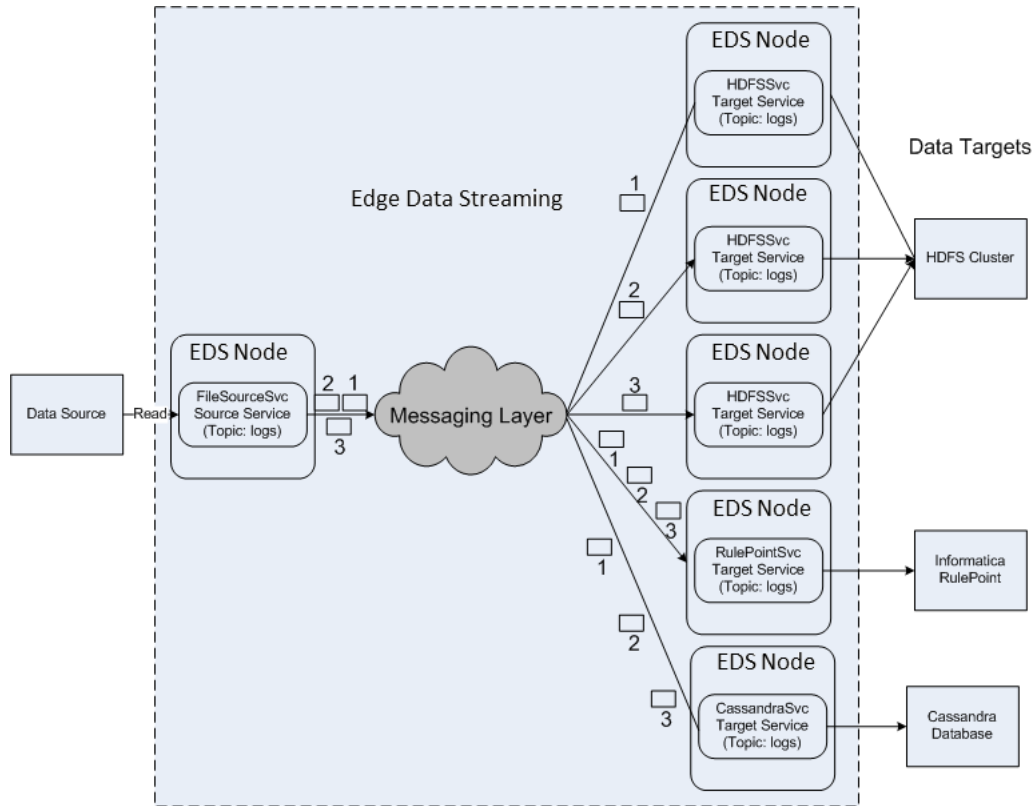 EDS Node
HDFSSvc
Target Service
(Topic: logs)
Data Targets
Edge Data Streaming
1
EDS Node
HDFSSvc
Target Service
(Topic: logs)
HDFS Cluster
2
EDS Node
HDFSSvc
Target Service
(Topic: logs)
3
EDS Node
FileSourceSvc
Source Service
(Topic: logs)
Data Source
Read
2 1
3
Messaging Layer
1
2
3
EDS Node
RulePointSvc
Target Service
(Topic: logs)
Informatica
RulePoint
1
2
3
EDS Node
CassandraSvc
Target Service
(Topic: logs)
Cassandra
Database